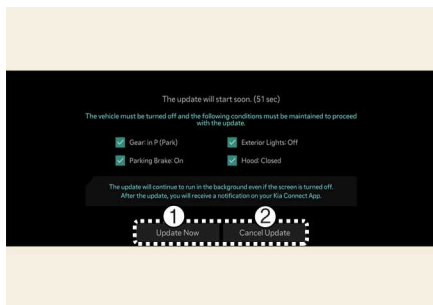 The update will start soon. (51 sec)
The vehicle must be turned off and the following conditions must be maintained to proceed
with the update.
Gear: in P (Park)
Exterior Lights: Off
Parking Brake: On
Hood: Closed
The update will continue to run in the background even if the screen is turned off.
After the update, you will receive a notification on your Kia Connect App.
1 2
Update Now
Cancel Update